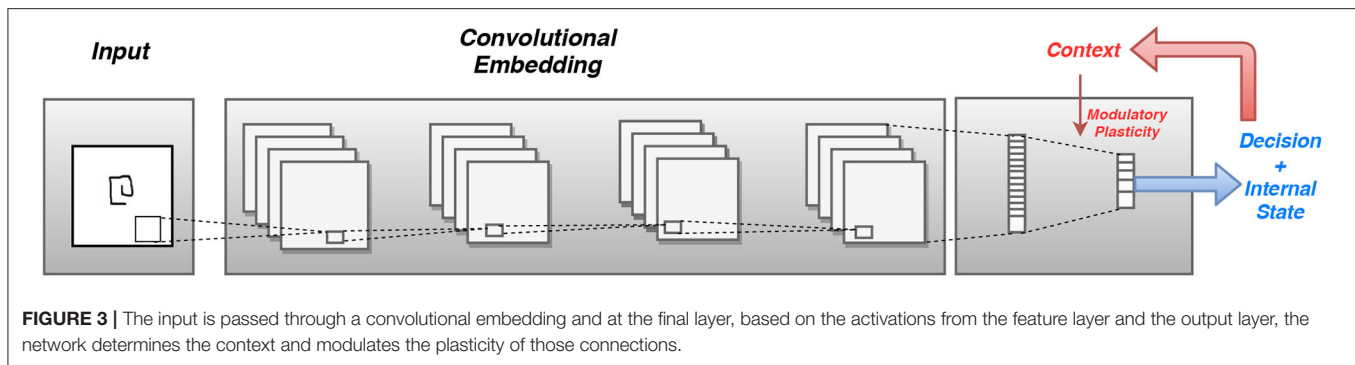 Input
Convolutional
Embedding
Context
Modulatory
Plasticity
Decision
+
Internal
State
FIGURE 3 | The input is passed through a convolutional embedding and at the final layer, based on the activations from the feature layer and the output layer, the
network determines the context and modulates the plasticity of those connections.